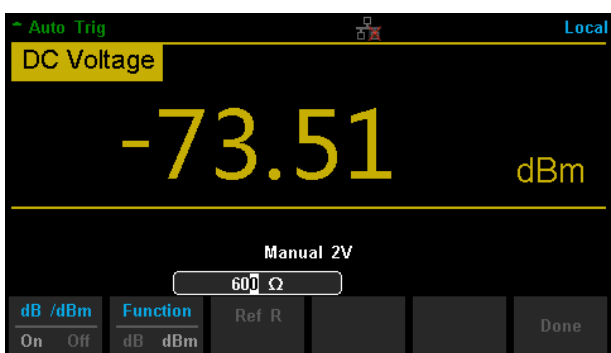 Auto Trig Local
DC Voltage
-73.51 dBm
Manual 2V
600 Ω
dB /dBm Function Ref R Done
On Off dB dBm